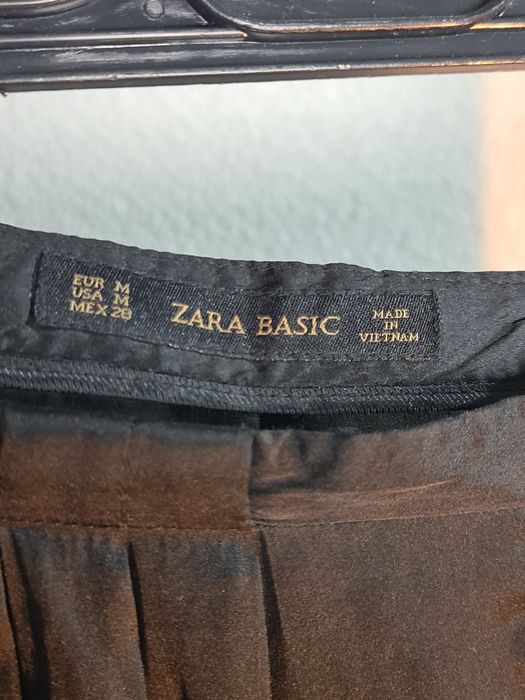 EUR M
USA M
MEX 28
ZARA BASIC
MADE
IN
VIETNAM